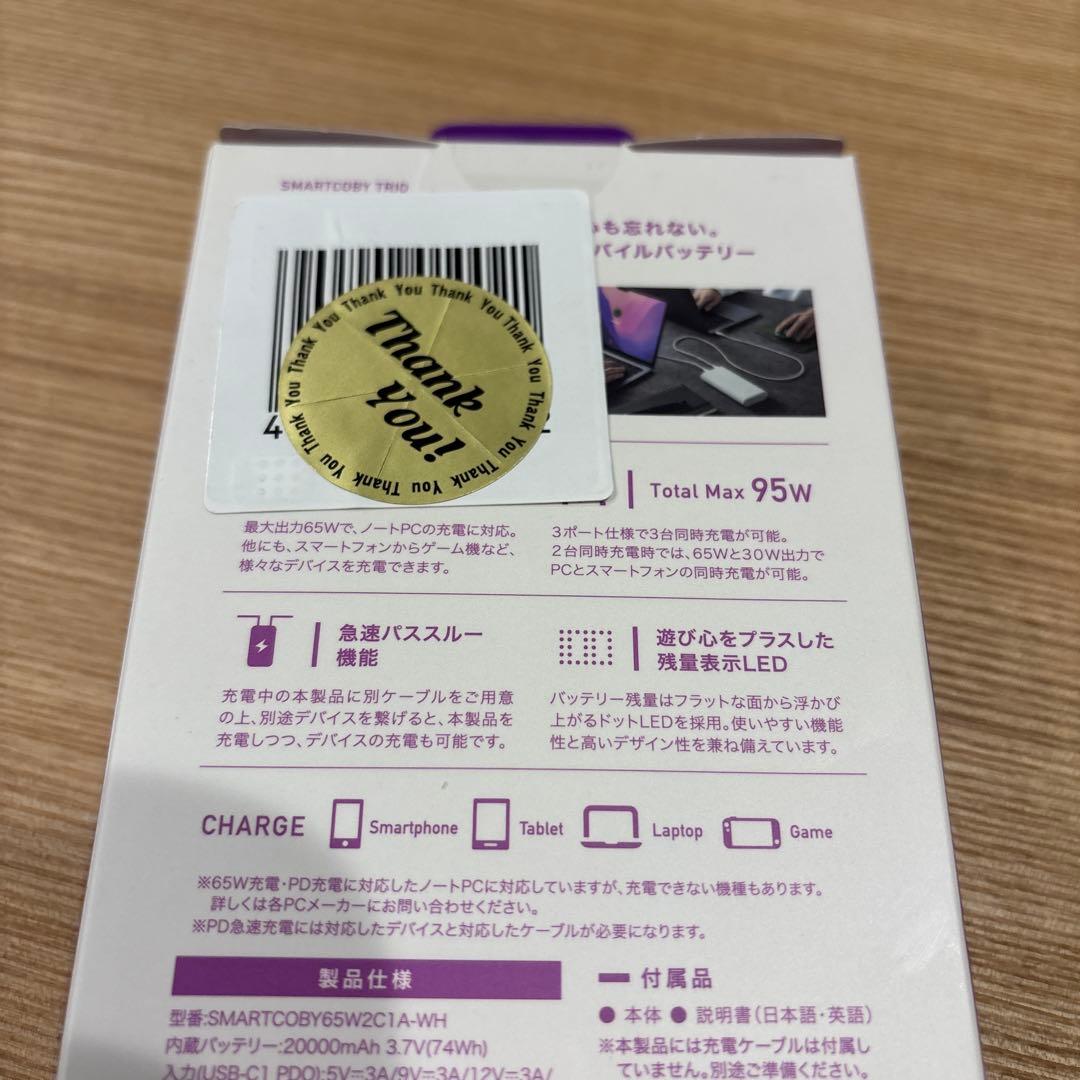 SMARTCOBY TRIO
も忘れない。
バイルバッテリー
4
Thank You Thank You Thank You Thank You Thank You Thank You Thank You Thank You
Thank
you!
Total Max 95W
最大出力65Wで、ノートPCの充電に対応。
他にも、スマートフォンからゲーム機など、
様々なデバイスを充電できます。
3ポート仕様で3台同時充電が可能。
2台同時充電時では、65Wと30W出力で
PCとスマートフォンの同時充電が可能。
急速パススルー
機能
充電中の本製品に別ケーブルをご用意
の上、別途デバイスを繋げると、本製品を
充電しつつ、デバイスの充電も可能です。
遊び心をプラスした
残量表示LED
バッテリー残量はフラットな面から浮かび
上がるドットLEDを採用。使いやすい機能
性と高いデザイン性を兼ね備えています。
CHARGE Smartphone Tablet Laptop Game
※65W充電・PD充電に対応したノートPCに対応していますが、充電できない機種もあります。
詳しくは各PCメーカーにお問い合わせください。
※PD急速充電には対応したデバイスと対応したケーブルが必要になります。
製品仕様
型番:SMARTCOBY65W2C1A-WH
内蔵バッテリー:20000mAh 3.7V(74Wh)
入力(USB-C1 PDO):5V=3A/9V=3A/12V=3A/
付属品
● 本体 ● 説明書(日本語・英語)
※本製品には充電ケーブルは付属し
ていません。別途ご準備ください。